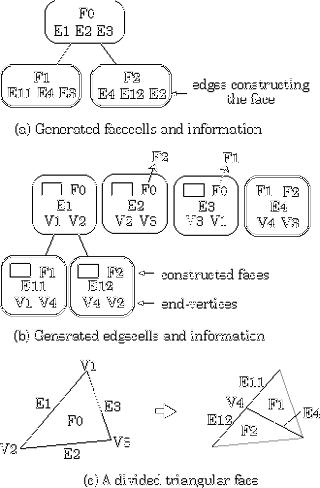 F0
E1 E2 E3
F1
E11 E4 E3
F2
E4 E12 E2
edges constructing
the face
(a) Generated facecells and information
F2
F1
F0
E1
V1 V2
F0
E2
V2 V3
F0
E3
V3 V1
F1 F2
E4
V4 V3
F1
E11
V1 V4
F2
E12
V4 V2
constructed faces
end-vertices
(b) Generated edgecells and information
V1
E1
E3
F0
V2
E2
V3
E11
V4
F1
E4
E12
F2
(c) A divided triangular face